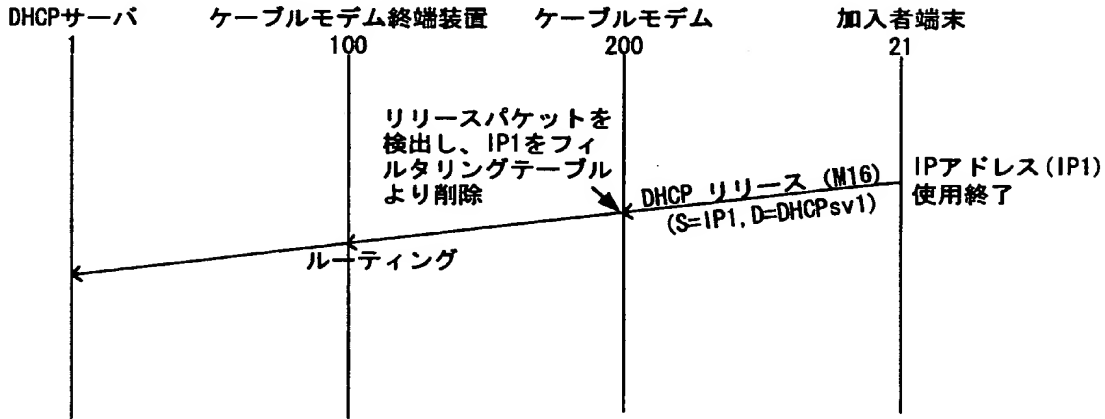 DHCPサーバ ケーブルモデム終端装置 ケーブルモデム 加入者端末
1 100 200 21
リリースパケットを
検出し、IP1をフィ
ルタリングテーブル
より削除
DHCP リリース (M16)
(S=IP1, D=DHCPsv1)
IPアドレス(IP1)
使用終了
ルーティング